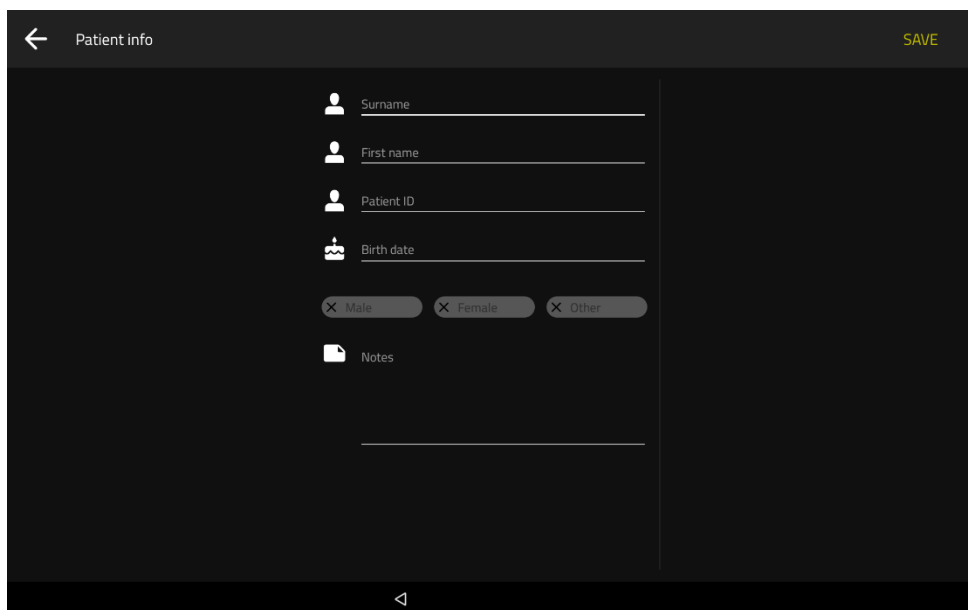 Patient info
SAVE
Surname
First name
Patient ID
Birth date
Male Female Other
Notes